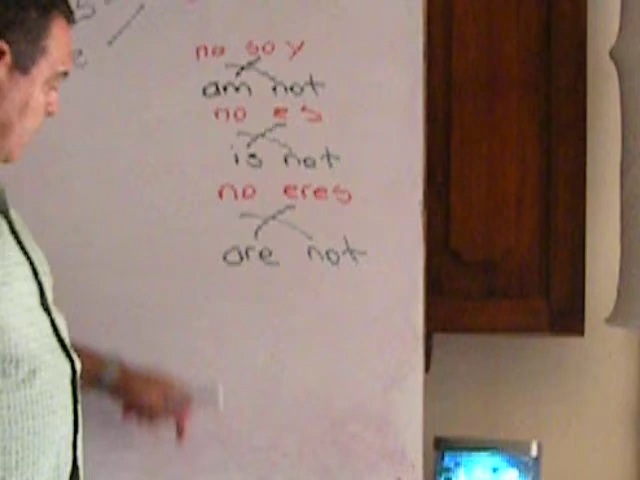 no soy
am not
no es
is not
no eres
are not